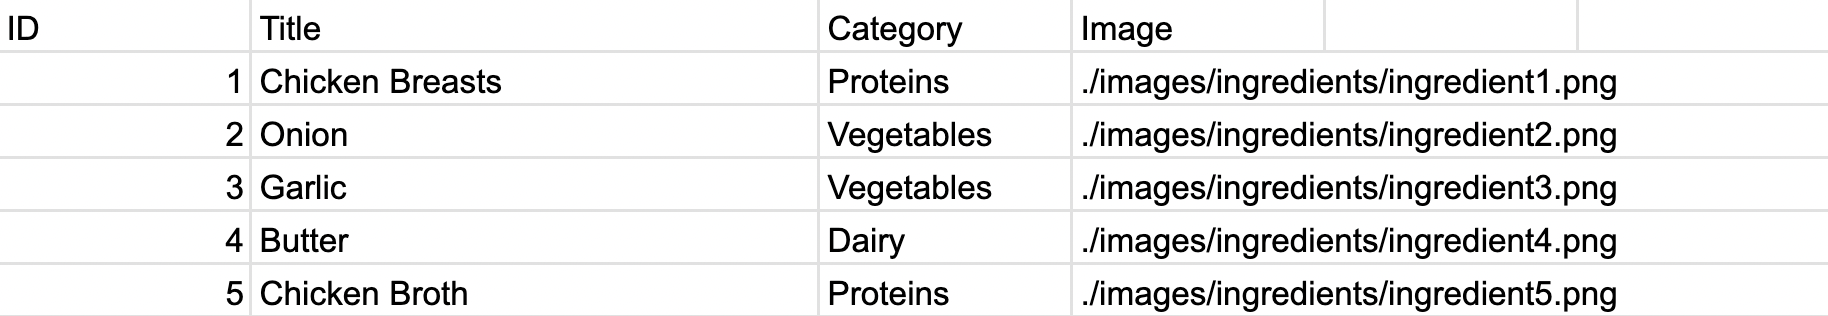 ID Title Category Image
1 Chicken Breasts Proteins ./images/ingredients/ingredient1.png
2 Onion Vegetables ./images/ingredients/ingredient2.png
3 Garlic Vegetables ./images/ingredients/ingredient3.png
4 Butter Dairy ./images/ingredients/ingredient4.png
5 Chicken Broth Proteins ./images/ingredients/ingredient5.png